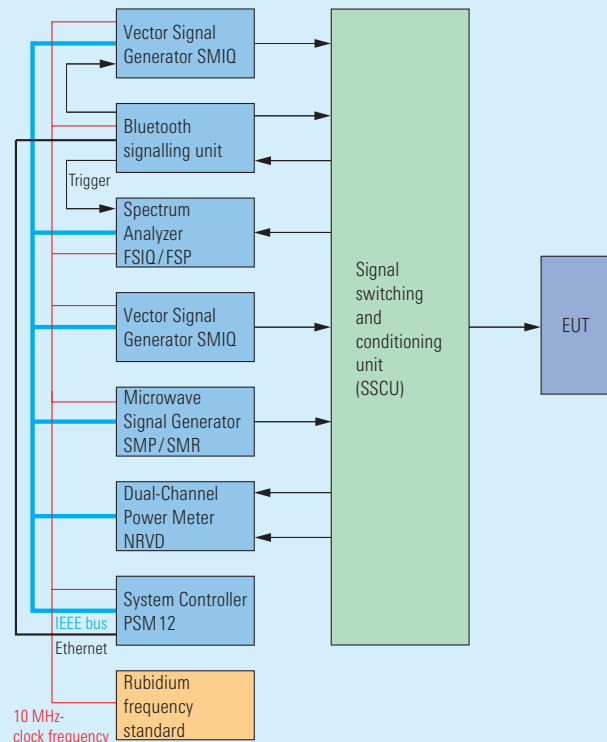 Vector Signal
Generator SMIQ
Bluetooth
signalling unit
Trigger
Spectrum
Analyzer
FSIQ/FSP
Vector Signal
Generator SMIQ
Microwave
Signal Generator
SMP/SMR
Dual-Channel
Power Meter
NRVD
System Controller
PSM 12
IEEE bus
Ethernet
Rubidium
frequency
standard
10 MHz-
clock frequency
Signal
switching
and
conditioning
unit
(SSCU)
EUT